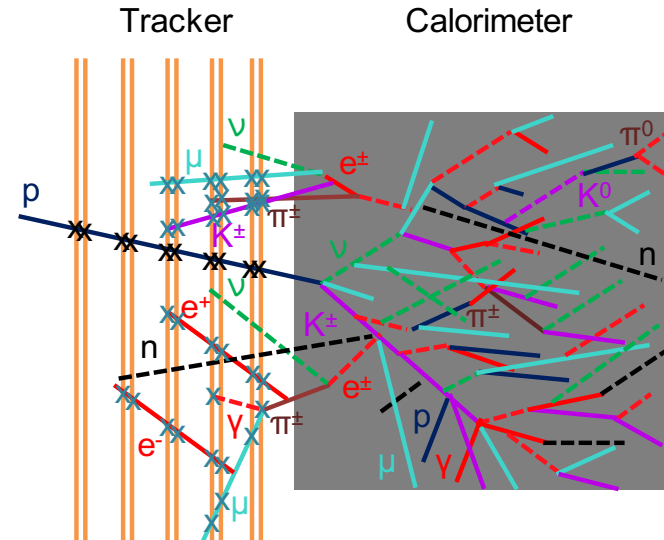 Tracker
Calorimeter
ν
μ
e±
π⁰
p
K±
π±
K⁰
ν
n
ν
e⁺
K±
π±
n
e±
γ
π±
p
e⁻
μ
γ
μ